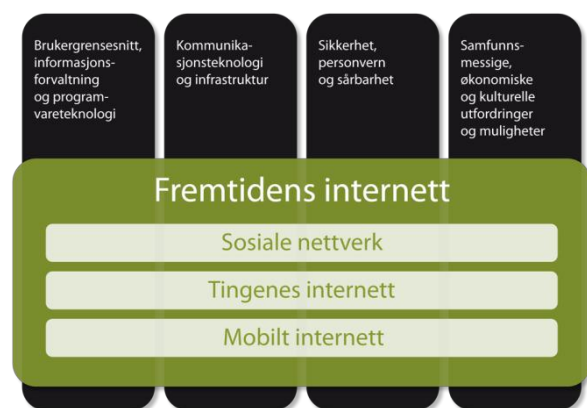 Brukergrensesnitt,
informasjons-
forvaltning
og program-
vareteknologi
Kommunika-
sjonsteknologi
og infrastruktur
Sikkerhet,
personvern
og sårbarhet
Samfunns-
messige,
økonomiske
og kulturelle
utfordringer
og muligheter
Fremtidens internett
Sosiale nettverk
Tingenes internett
Mobilt internett